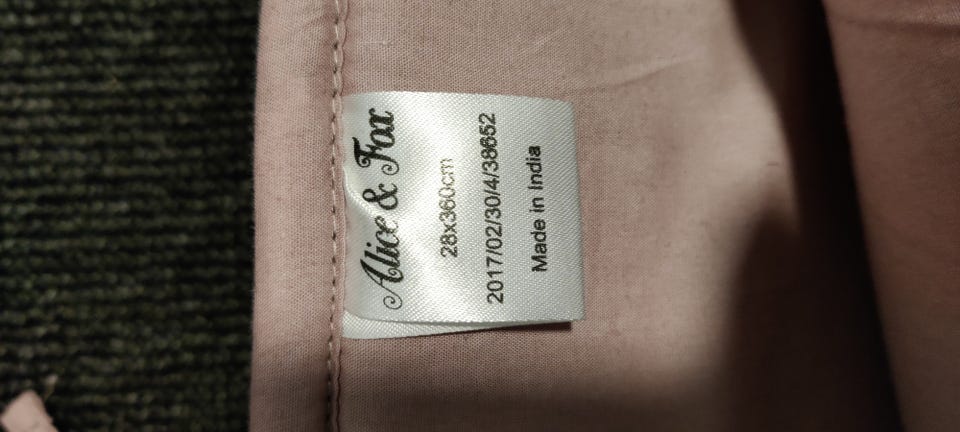 Alice & Fox
28x360cm
2017/02/30/4/38652
Made in India